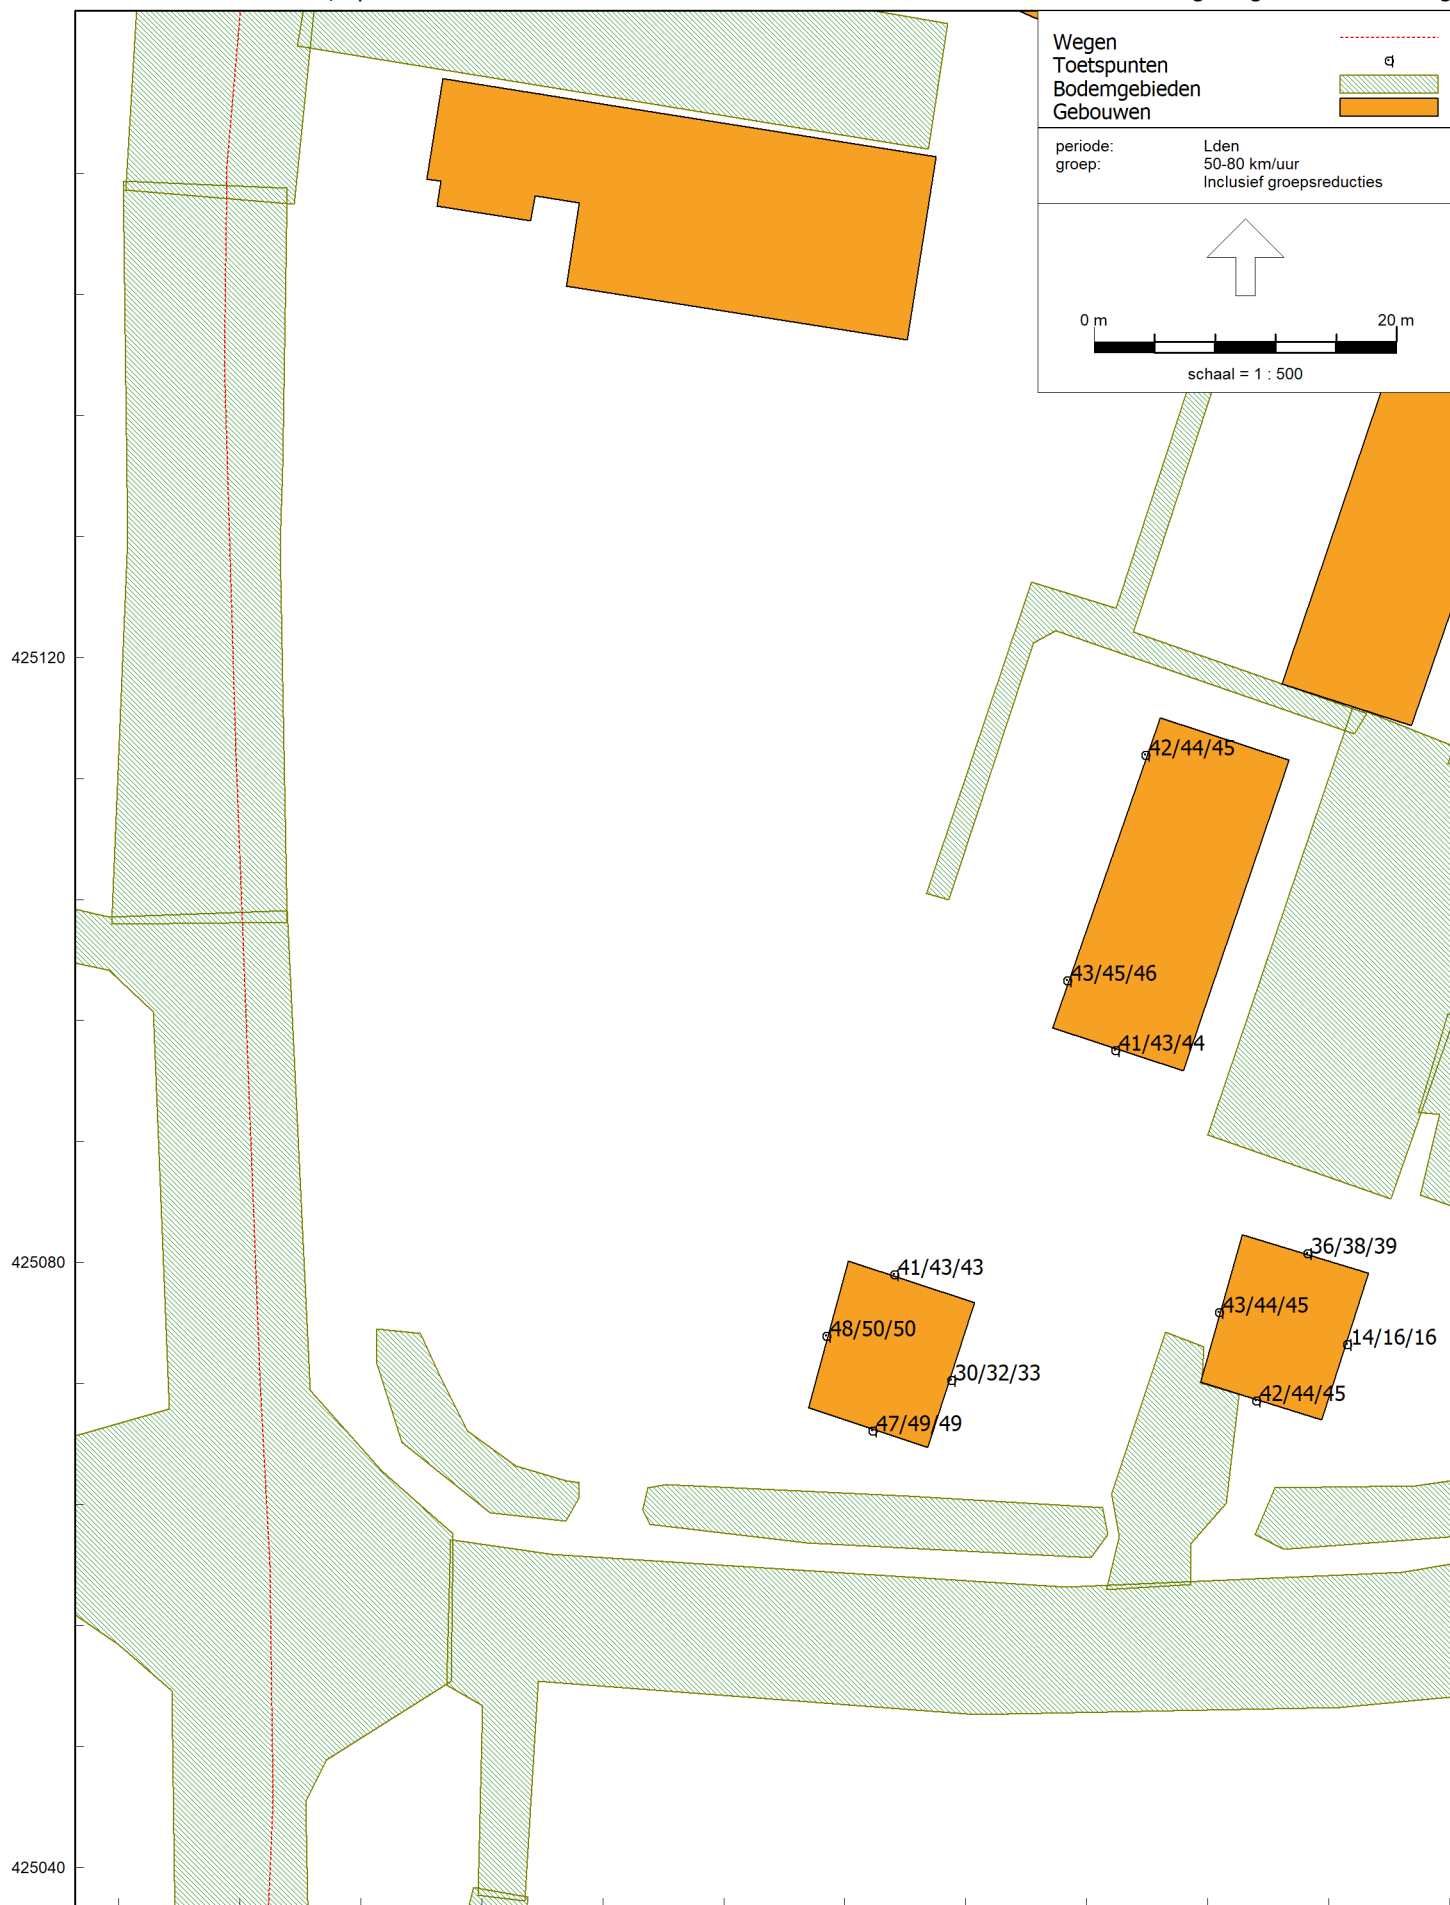 Wegen
Toetspunten
Bodemgebieden
Gebouwen
periode: Lden
groep: 50-80 km/uur
Inclusief groepsreducties
0 m 20 m
schaal = 1 : 500
425120
42/44/45
43/45/46
41/43/44
425080
36/38/39
41/43/43
43/44/45
48/50/50
14/16/16
30/32/33
42/44/45
47/49/49
425040